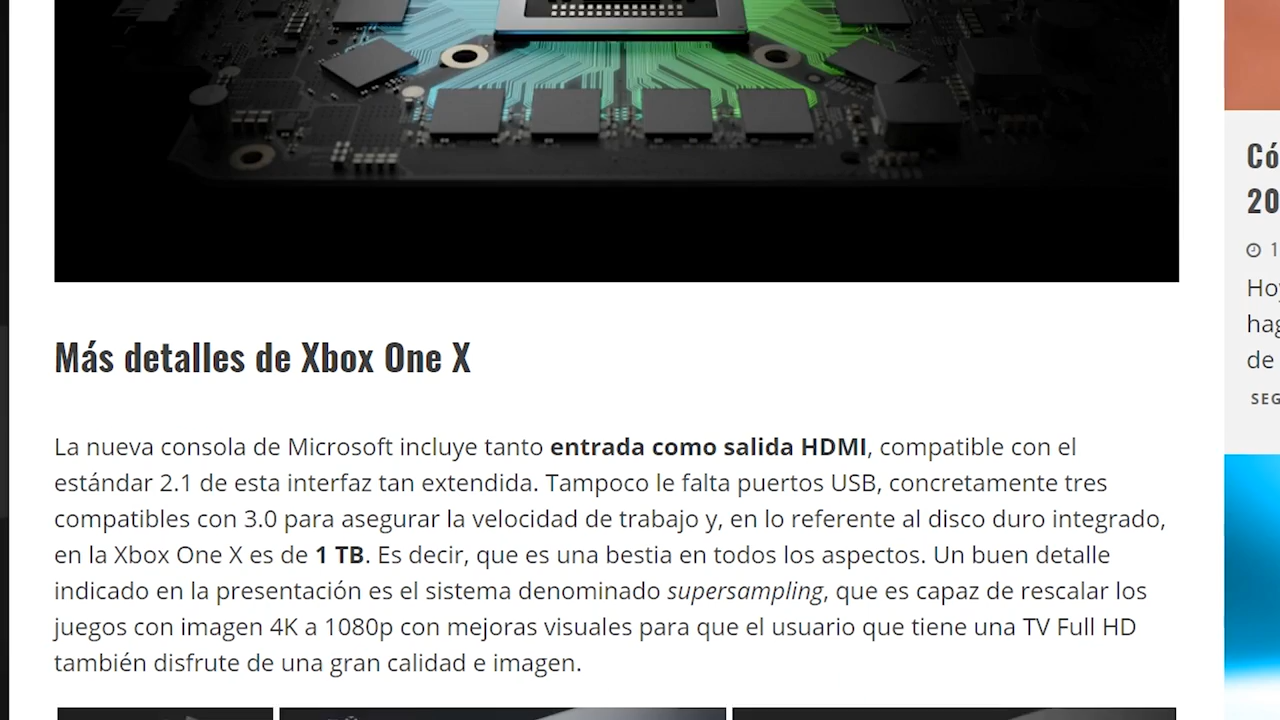 Más detalles de Xbox One X
La nueva consola de Microsoft incluye tanto entrada como salida HDMI, compatible con el
estándar 2.1 de esta interfaz tan extendida. Tampoco le falta puertos USB, concretamente tres
compatibles con 3.0 para asegurar la velocidad de trabajo y, en lo referente al disco duro integrado,
en la Xbox One X es de 1 TB. Es decir, que es una bestia en todos los aspectos. Un buen detalle
indicado en la presentación es el sistema denominado supersampling, que es capaz de rescalar los
juegos con imagen 4K a 1080p con mejoras visuales para que el usuario que tiene una TV Full HD
también disfrute de una gran calidad e imagen.
Có
20
1
Hoy
hag
de
SEG